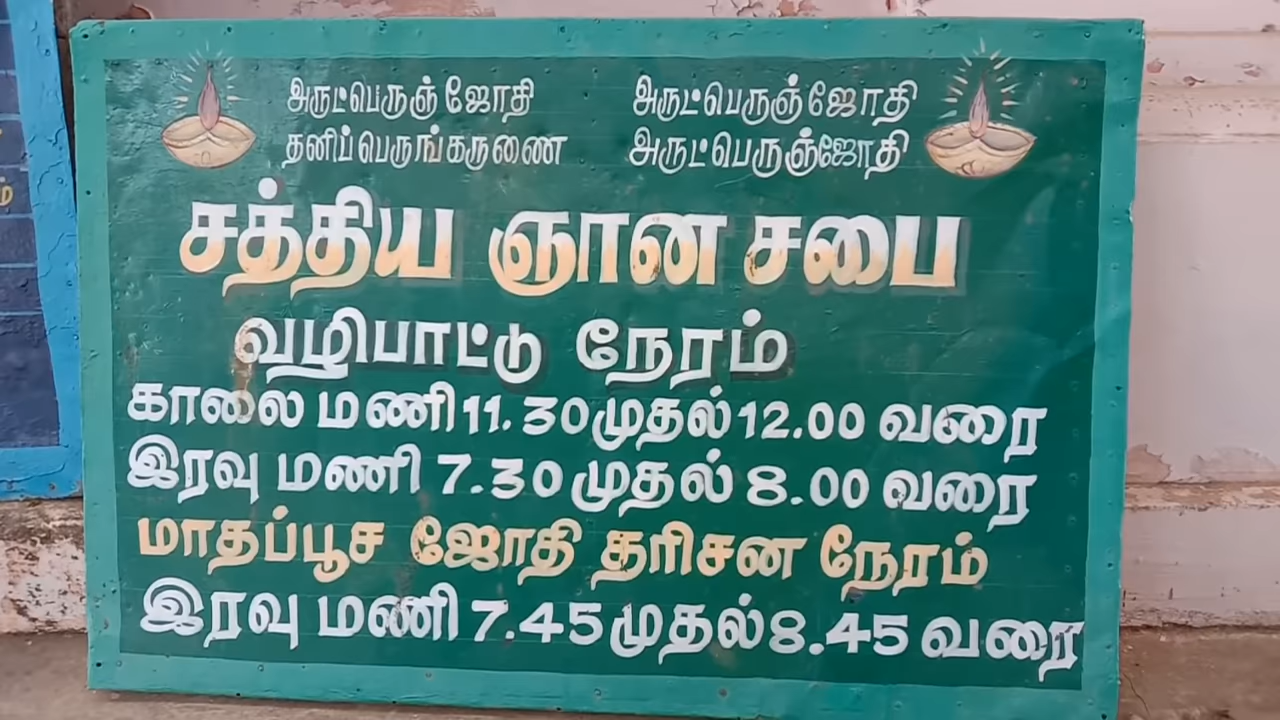 அருட்பெருஞ் ஜோதி அருட்பெருஞ்ஜோதி
தனிப்பெருங்கருணை அருட்பெருஞ்ஜோதி
சத்திய ஞான சபை
வழிபாட்டு நேரம்
காலை மணி 11.30 முதல் 12.00 வரை
இரவு மணி 7.30 முதல் 8.00 வரை
மாதப்பூச ஜோதி தரிசன நேரம்
இரவு மணி 7.45 முதல் 8.45 வரை